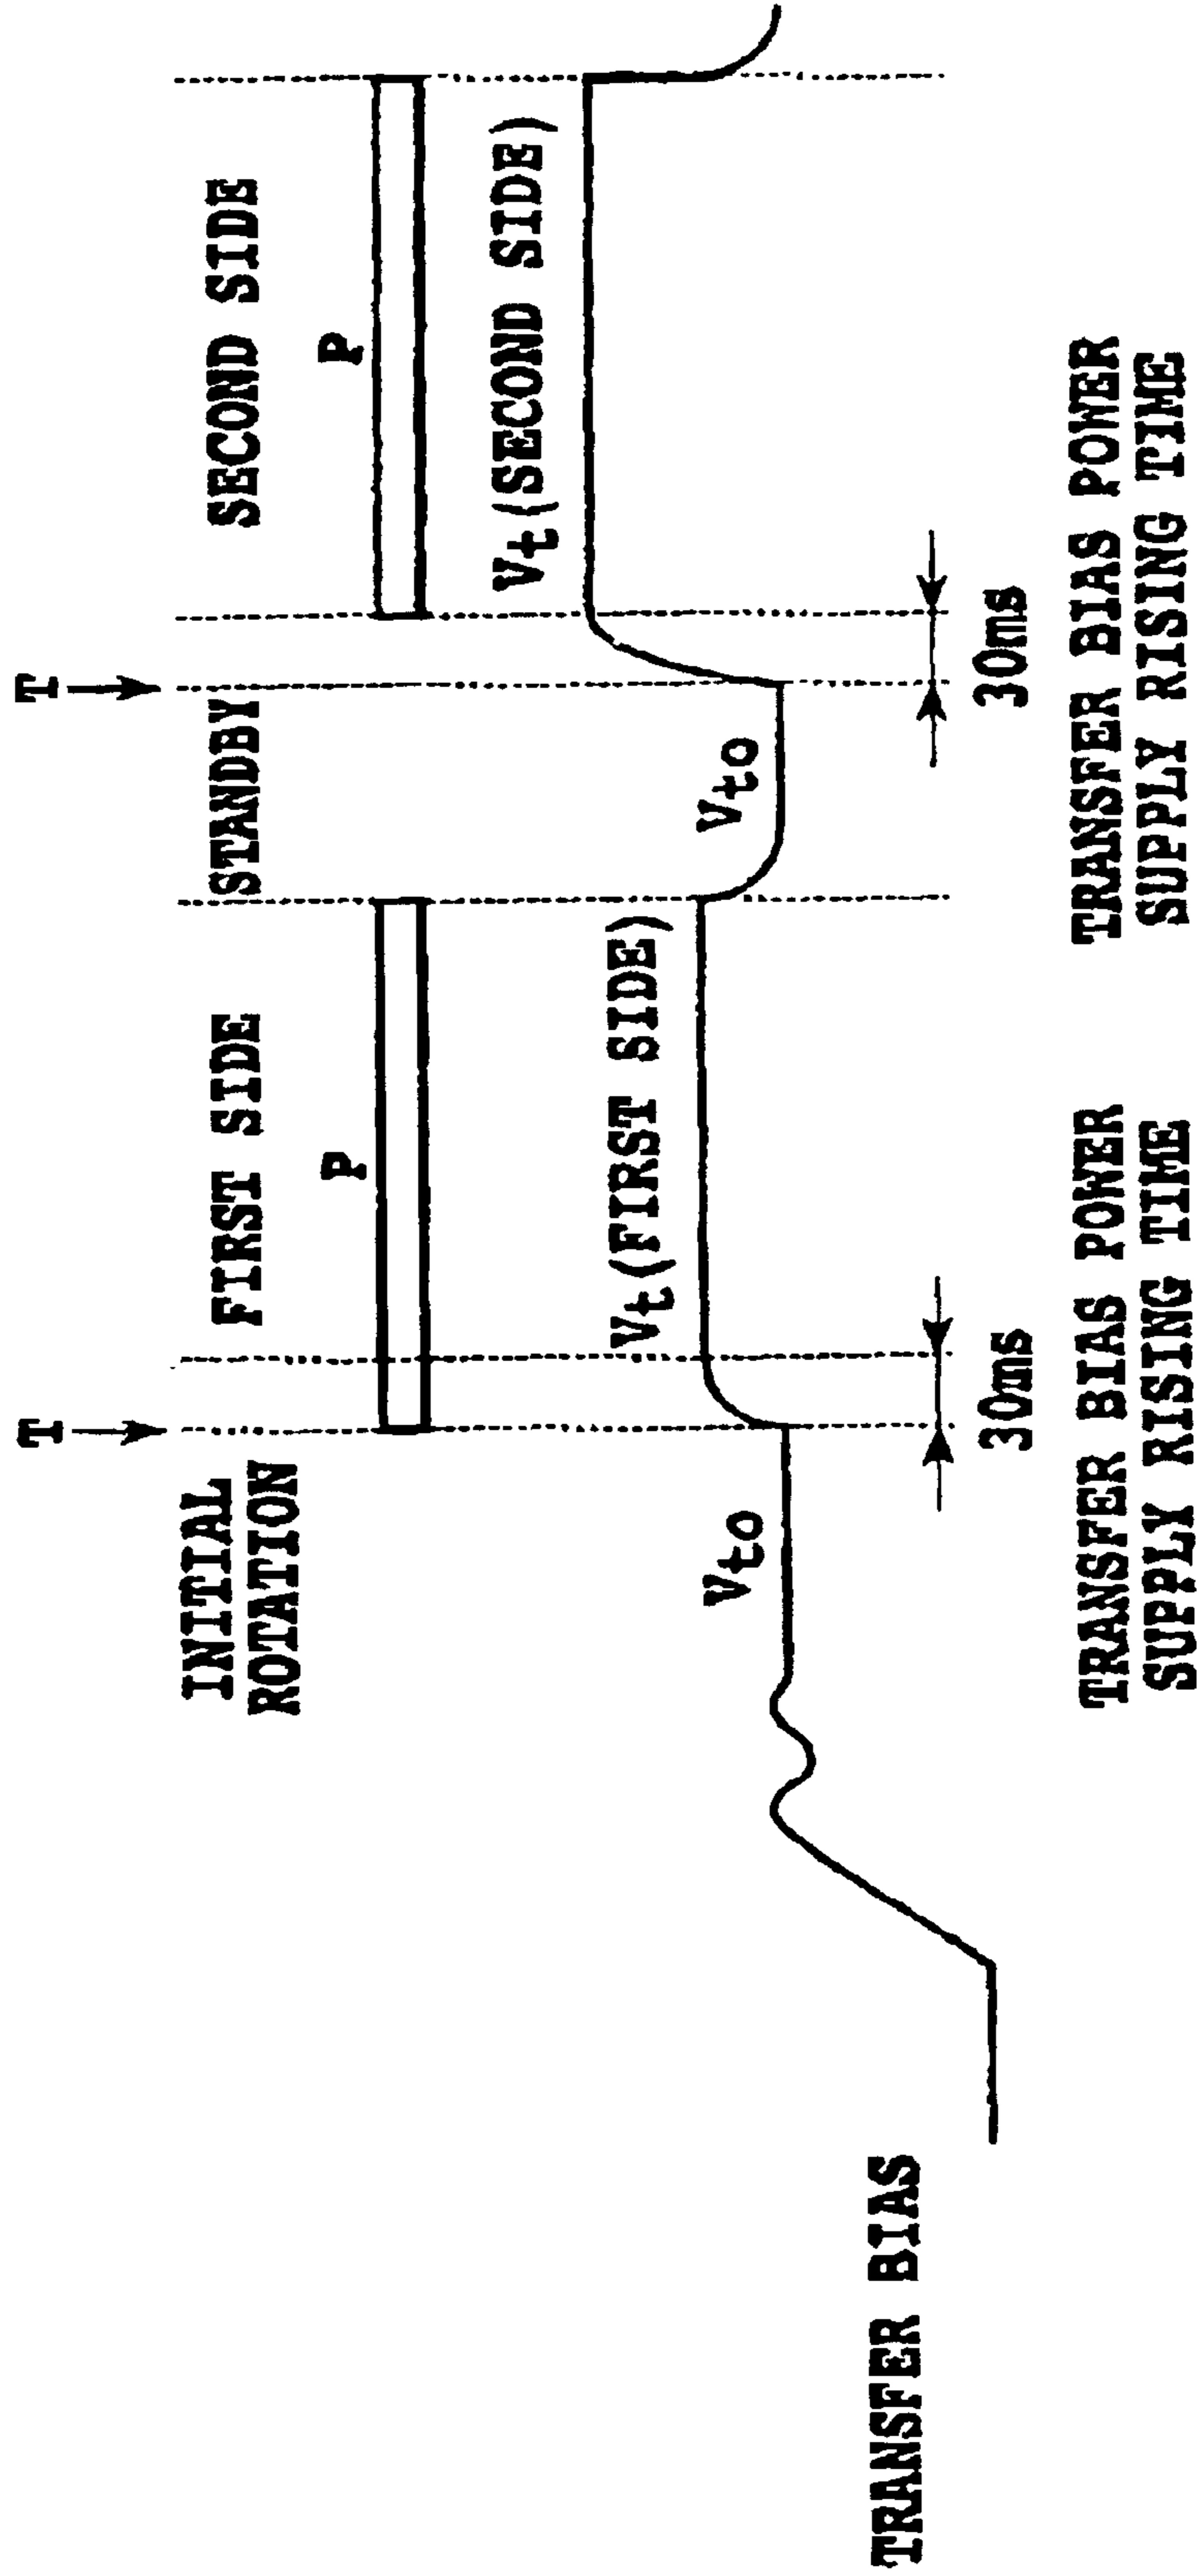 T
T
INITIAL
ROTATION
FIRST SIDE
STANDBY
SECOND SIDE
P
P
Vt(SECOND SIDE)
Vt(FIRST SIDE)
Vto
Vto
TRANSFER BIAS
30ms
30ms
TRANSFER BIAS POWER
SUPPLY RISING TIME
TRANSFER BIAS POWER
SUPPLY RISING TIME